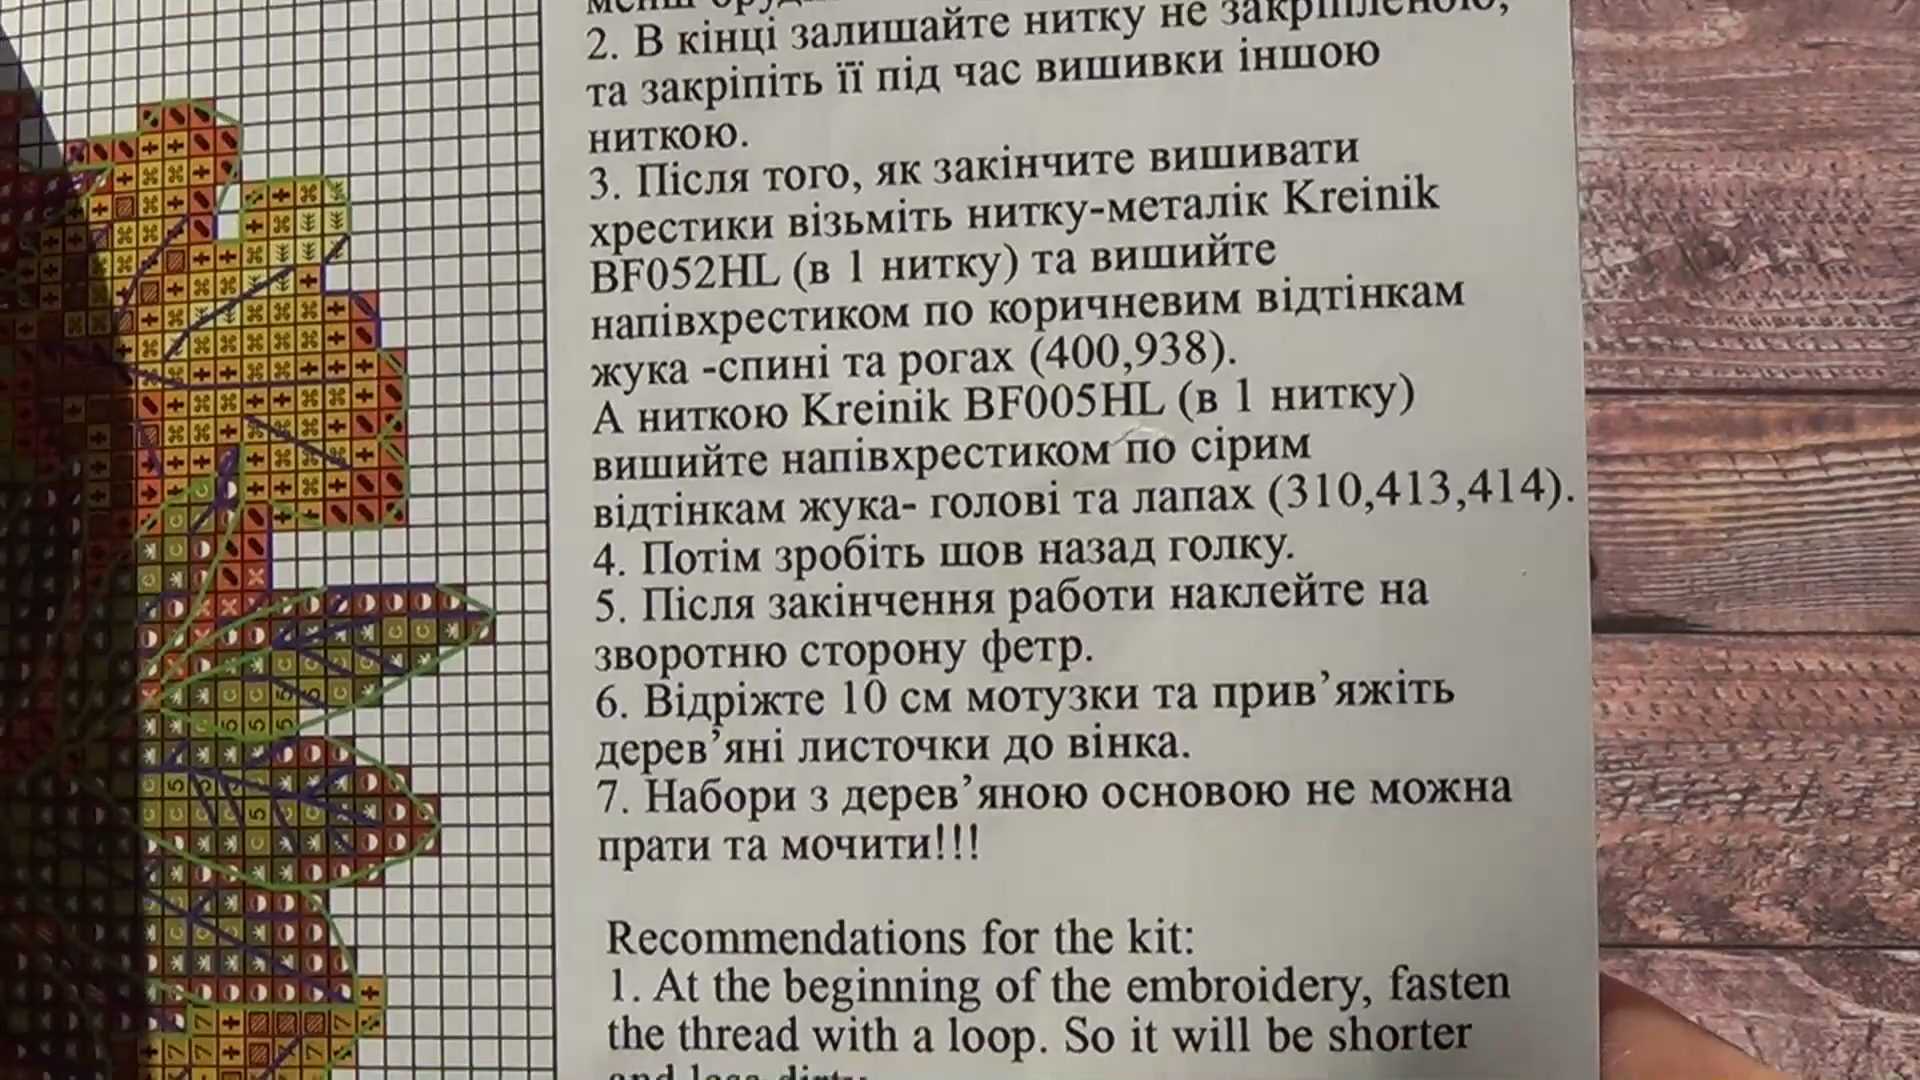 2. В кінці залишайте нитку не закріпленою,
та закріпіть її під час вишивки іншою
ниткою.
3. Після того, як закінчите вишивати
хрестики візьміть нитку-металік Kreinik
BF052HL (в 1 нитку) та вишийте
напівхрестиком по коричневим відтінкам
жука -спині та рогах (400,938).
А ниткою Kreinik BF005HL (в 1 нитку)
вишийте напівхрестиком по сірим
відтінкам жука- голові та лапах (310,413,414).
4. Потім зробіть шов назад голку.
5. Після закінчення работи наклейте на
зворотню сторону фетр.
6. Відріжте 10 см мотузки та прив’яжіть
дерев’яні листочки до вінка.
7. Набори з дерев’яною основою не можна
прати та мочити!!!
Recommendations for the kit:
1. At the beginning of the embroidery, fasten
the thread with a loop. So it will be shorter